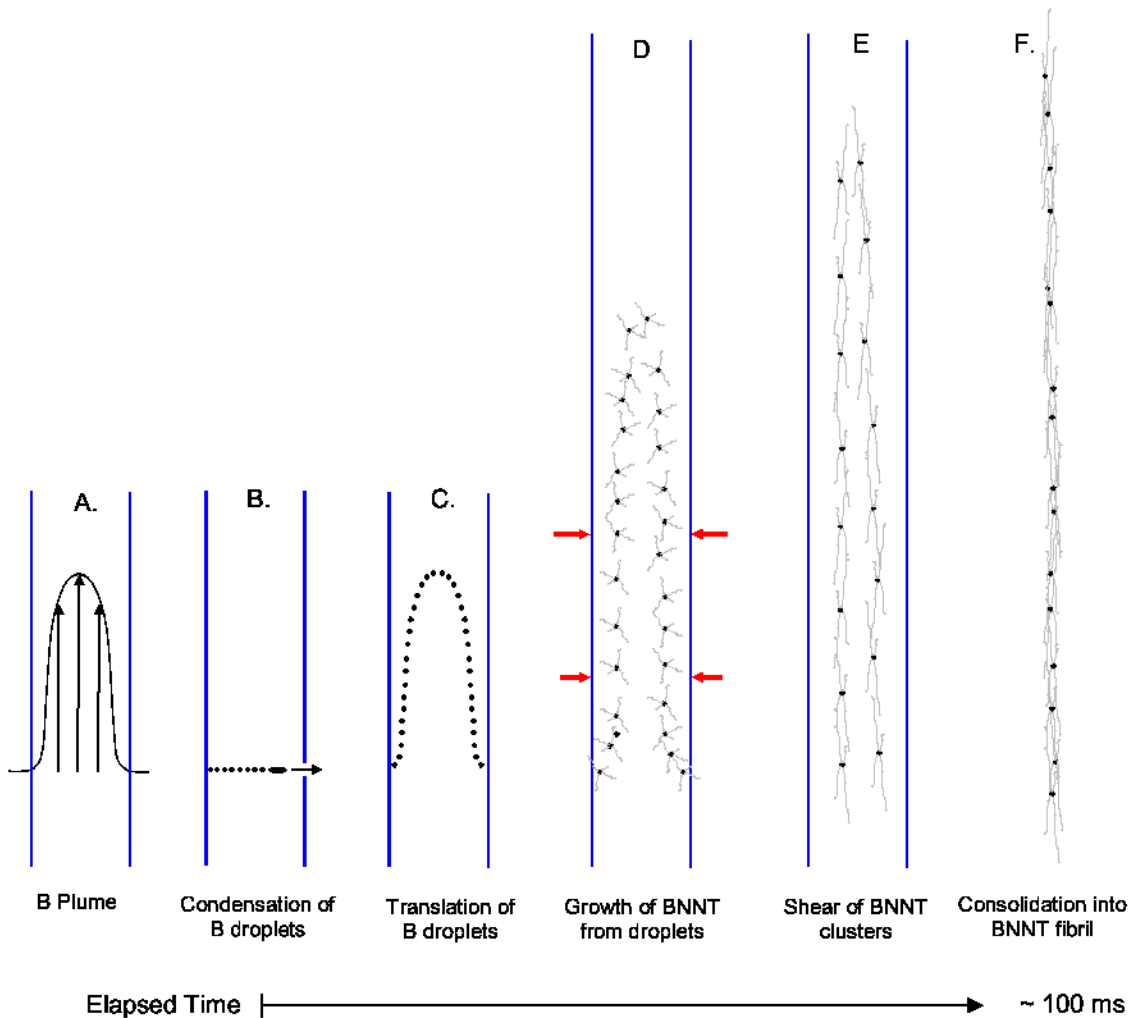 A.
B.
C.
D
E
F.
B Plume
Condensation of
B droplets
Translation of
B droplets
Growth of BNNT
from droplets
Shear of BNNT
clusters
Consolidation into
BNNT fibril
Elapsed Time
~ 100 ms